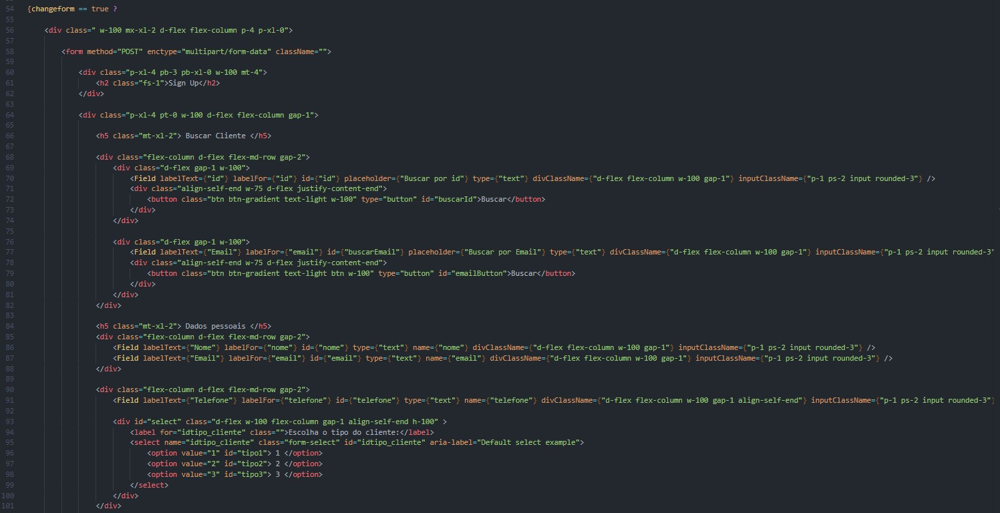 54 {changeform == true ?
55
56 <div class=" w-100 mx-xl-2 d-flex flex-column p-4 p-xl-0">
57
58 <form method="POST" enctype="multipart/form-data" className="">
59
60 <div class="p-xl-4 pb-3 pb-xl-0 w-100 mt-4">
61 <h2 class="fs-1">Sign Up</h2>
62 </div>
63
64 <div class="p-xl-4 pt-0 w-100 d-flex flex-column gap-1">
65
66 <h5 class="mt-xl-2"> Buscar Cliente </h5>
67
68 <div class="flex-column d-flex flex-md-row gap-2">
69 <div class="d-flex gap-1 w-100">
70 <Field labelText={"id"} labelFor={"id"} id={"id"} placeholder={"Buscar por id"} type={"text"} divClassName={"d-flex flex-column w-100 gap-1"} inputClassName={"p-1 ps-2 input rounded-3"} />
71 <div class="align-self-end w-75 d-flex justify-content-end">
72 <button class="btn btn-gradient text-light w-100" type="button" id="buscarId">Buscar</button>
73 </div>
74 </div>
75
76 <div class="d-flex gap-1 w-100">
77 <Field labelText={"Email"} labelFor={"email"} id={"buscarEmail"} placeholder={"Buscar por Email"} type={"text"} divClassName={"d-flex flex-column w-100 gap-1"} inputClassName={"p-1 ps-2 input rounded-3"
78 <div class="align-self-end w-75 d-flex justify-content-end">
79 <button class="btn btn-gradient text-light btn w-100" type="button" id="emailButton">Buscar</button>
80 </div>
81 </div>
82 </div>
83
84 <h5 class="mt-xl-2"> Dados pessoais </h5>
85 <div class="flex-column d-flex flex-md-row gap-2">
86 <Field labelText={"Nome"} labelFor={"nome"} id={"nome"} type={"text"} name={"nome"} divClassName={"d-flex flex-column w-100 gap-1"} inputClassName={"p-1 ps-2 input rounded-3"} />
87 <Field labelText={"Email"} labelFor={"email"} id={"email"} type={"text"} name={"email"} divClassName={"d-flex flex-column w-100 gap-1"} inputClassName={"p-1 ps-2 input rounded-3"} />
88 </div>
89
90 <div class="flex-column d-flex flex-md-row gap-2">
91 <Field labelText={"Telefone"} labelFor={"telefone"} id={"telefone"} type={"text"} name={"telefone"} divClassName={"d-flex flex-column w-100 gap-1 align-self-end"} inputClassName={"p-1 ps-2 input rounded-3"}
92
93 <div id="select" class="d-flex w-100 flex-column gap-1 align-self-end h-100" >
94 <label for="idtipo_cliente" class="">Escolha o tipo do cliente:</label>
95 <select name="idtipo_cliente" class="form-select" id="idtipo_cliente" aria-label="Default select example">
96 <option value="1" id="tipo1"> 1 </option>
97 <option value="2" id="tipo2"> 2 </option>
98 <option value="3" id="tipo3"> 3 </option>
99 </select>
100 </div>
101 </div>